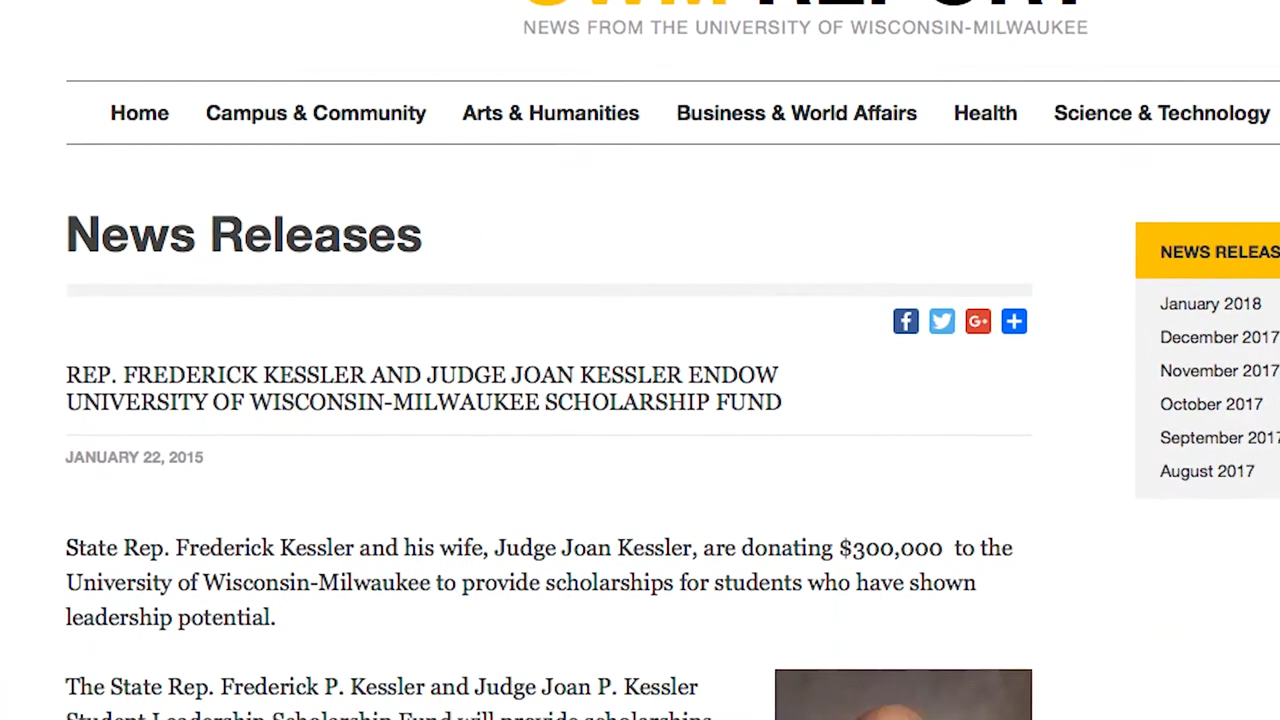 NEWS FROM THE UNIVERSITY OF WISCONSIN-MILWAUKEE
Home Campus & Community Arts & Humanities Business & World Affairs Health Science & Technology
News Releases
NEWS RELEAS
January 2018
December 2017
November 2017
October 2017
September 2017
August 2017
REP. FREDERICK KESSLER AND JUDGE JOAN KESSLER ENDOW
UNIVERSITY OF WISCONSIN-MILWAUKEE SCHOLARSHIP FUND
JANUARY 22, 2015
State Rep. Frederick Kessler and his wife, Judge Joan Kessler, are donating $300,000 to the
University of Wisconsin-Milwaukee to provide scholarships for students who have shown
leadership potential.
The State Rep. Frederick P. Kessler and Judge Joan P. Kessler
Student Leadership Scholarship Fund will provide scholarships